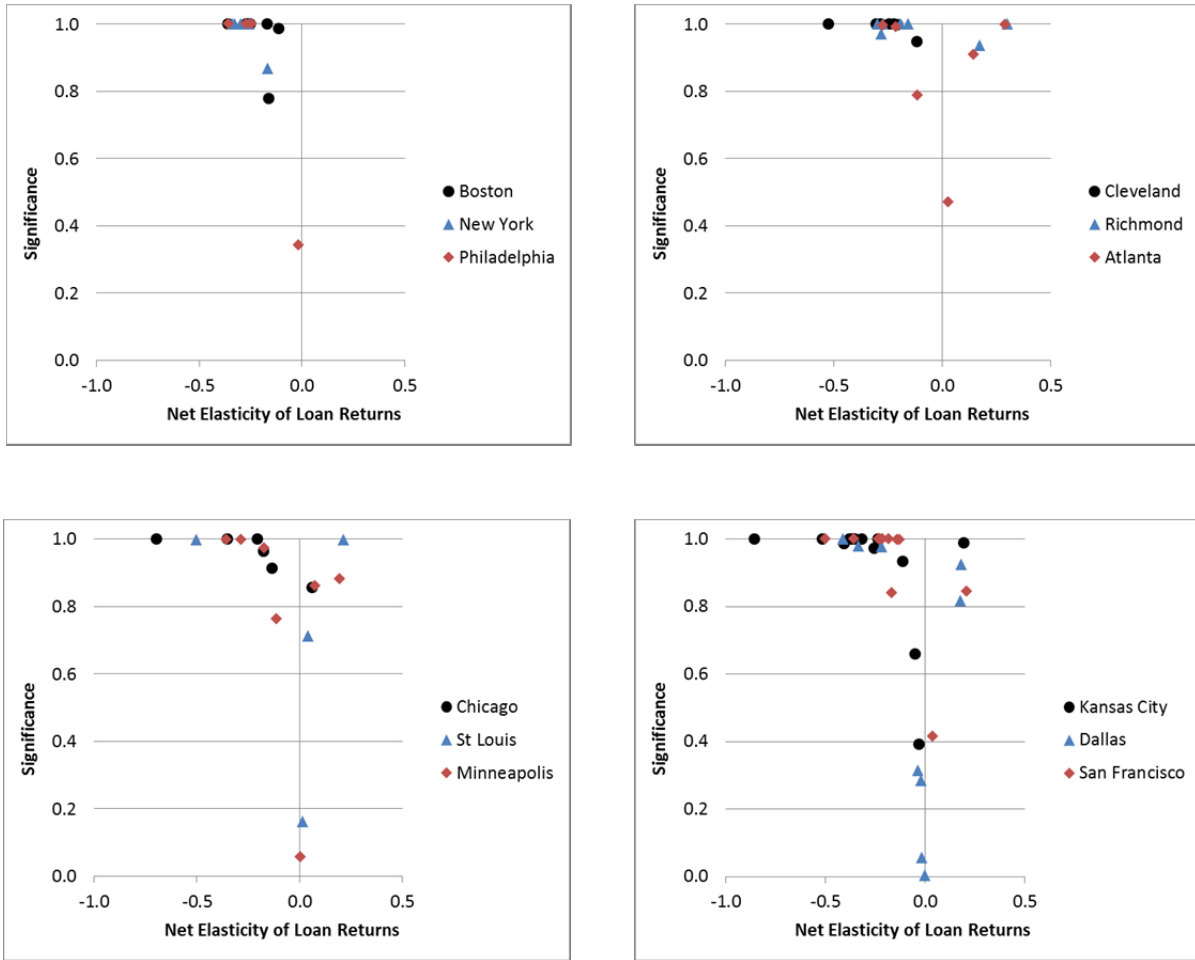 1.0
0.8
0.6
0.4
0.2
0.0
Significance
-1.0 -0.5 0.0 0.5
Net Elasticity of Loan Returns
Boston
New York
Philadelphia
1.0
0.8
0.6
0.4
0.2
0.0
Significance
-1.0 -0.5 0.0 0.5
Net Elasticity of Loan Returns
Cleveland
Richmond
Atlanta
1.0
0.8
0.6
0.4
0.2
0.0
Significance
-1.0 -0.5 0.0 0.5
Net Elasticity of Loan Returns
Chicago
St Louis
Minneapolis
1.0
0.8
0.6
0.4
0.2
0.0
Significance
-1.0 -0.5 0.0 0.5
Net Elasticity of Loan Returns
Kansas City
Dallas
San Francisco